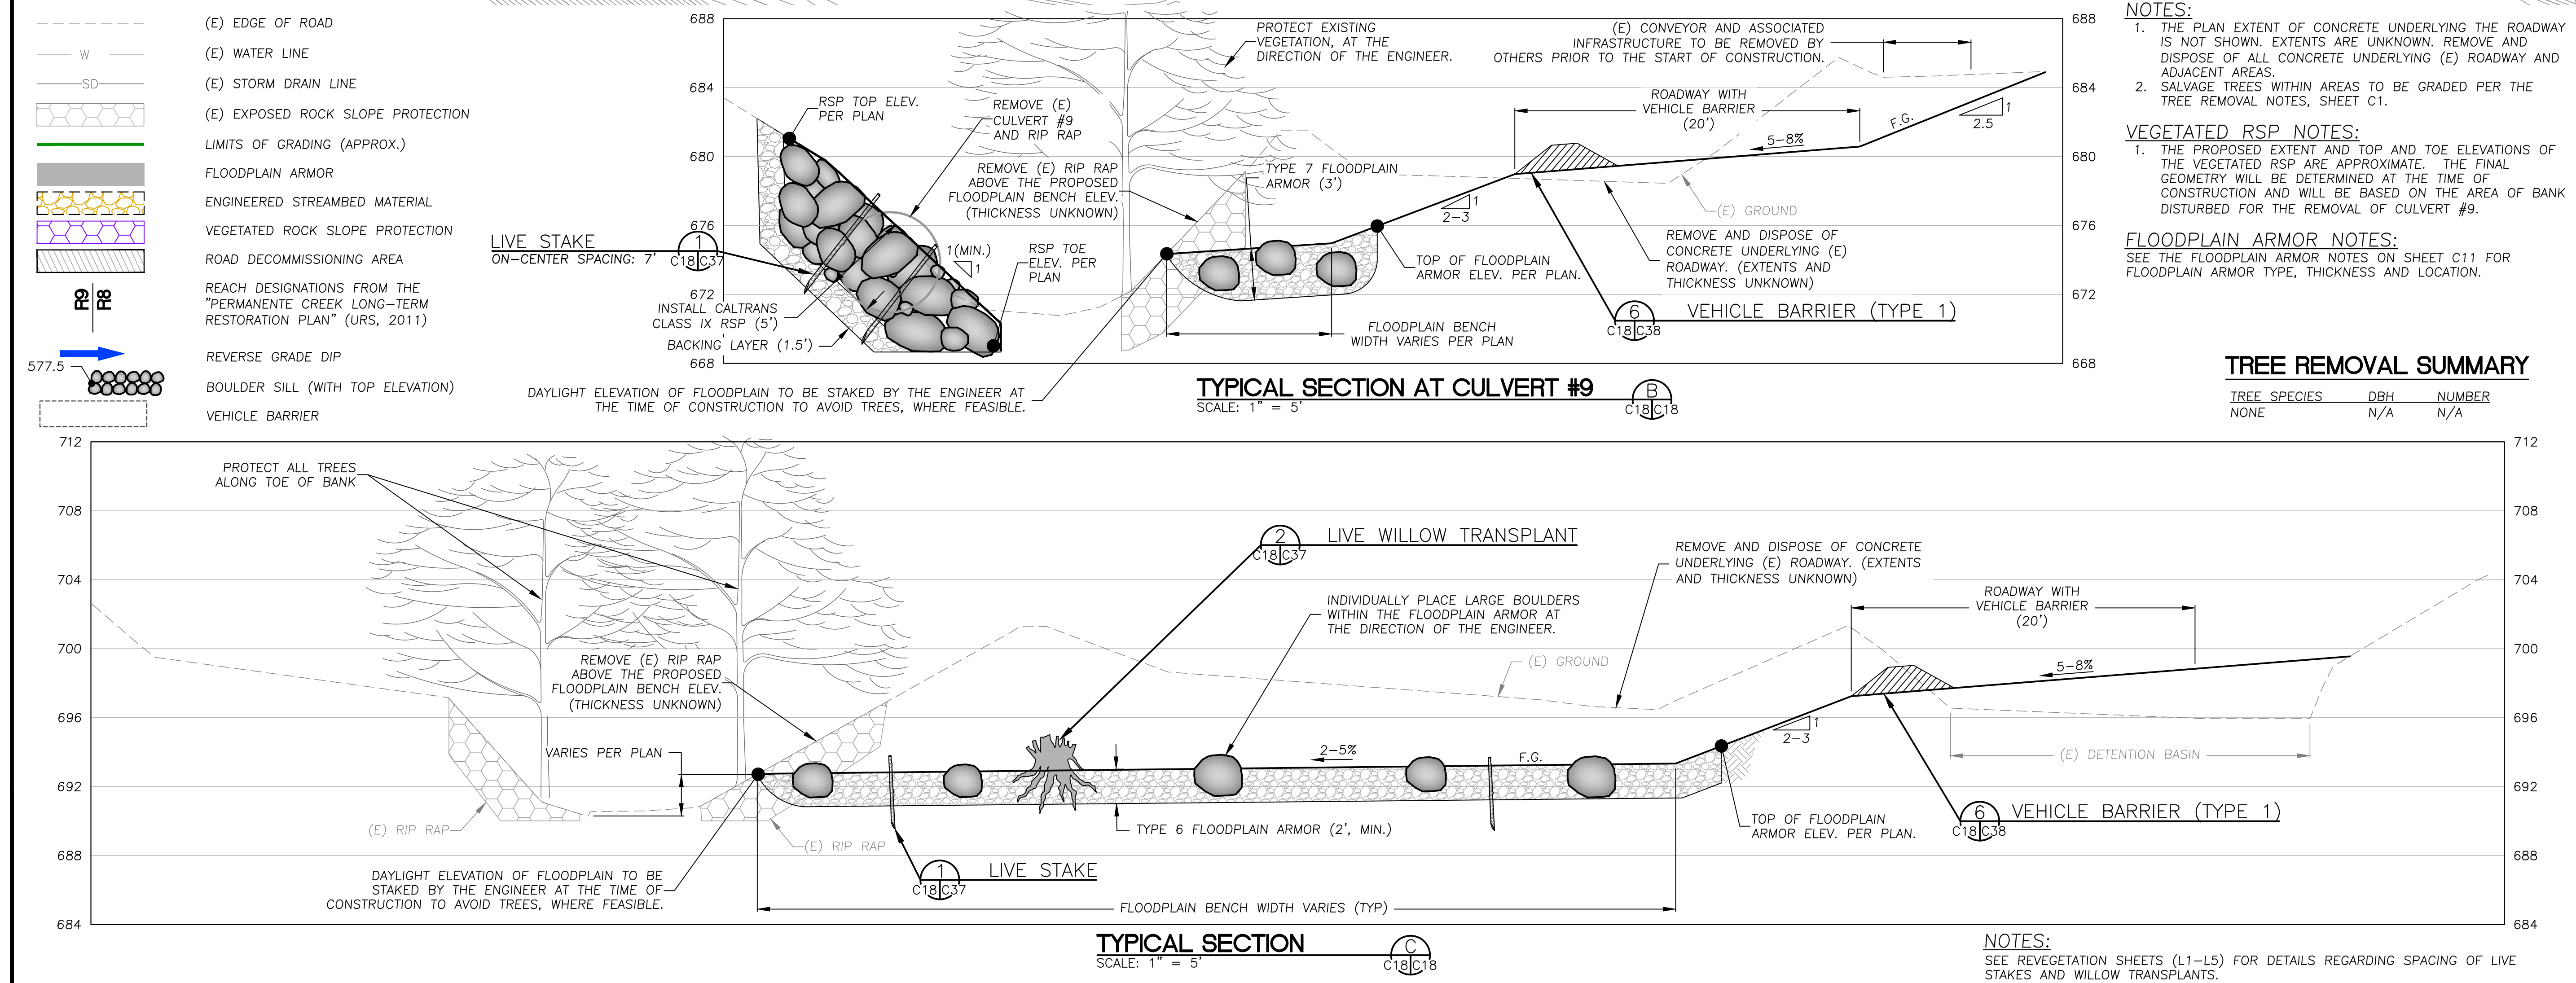 (E) EDGE OF ROAD
W
(E) WATER LINE
SD
(E) STORM DRAIN LINE
(E) EXPOSED ROCK SLOPE PROTECTION
LIMITS OF GRADING (APPROX.)
FLOODPLAIN ARMOR
ENGINEERED STREAMBED MATERIAL
VEGETATED ROCK SLOPE PROTECTION
ROAD DECOMMISSIONING AREA
R9
R8
REACH DESIGNATIONS FROM THE
"PERMANENTE CREEK LONG-TERM
RESTORATION PLAN" (URS, 2011)
REVERSE GRADE DIP
577.5
BOULDER SILL (WITH TOP ELEVATION)
VEHICLE BARRIER
688
684
680
676
672
668
688
684
680
676
672
668
RSP TOP ELEV.
PER PLAN
REMOVE (E)
CULVERT #9
AND RIP RAP
PROTECT EXISTING
VEGETATION, AT THE
DIRECTION OF THE ENGINEER.
(E) CONVEYOR AND ASSOCIATED
INFRASTRUCTURE TO BE REMOVED BY
OTHERS PRIOR TO THE START OF CONSTRUCTION.
ROADWAY WITH
VEHICLE BARRIER
(20')
F.G.
1
2.5
5-8%
REMOVE (E) RIP RAP
ABOVE THE PROPOSED
FLOODPLAIN BENCH ELEV.
(THICKNESS UNKNOWN)
TYPE 7 FLOODPLAIN
ARMOR (3')
1
2-3
(E) GROUND
LIVE STAKE
ON-CENTER SPACING: 7'
1
C18 C37
1(MIN.)
1
RSP TOE
ELEV. PER
PLAN
REMOVE AND DISPOSE OF
CONCRETE UNDERLYING (E)
ROADWAY. (EXTENTS AND
THICKNESS UNKNOWN)
TOP OF FLOODPLAIN
ARMOR ELEV. PER PLAN.
INSTALL CALTRANS
CLASS IX RSP (5')
BACKING LAYER (1.5')
6
C18 C38
VEHICLE BARRIER (TYPE 1)
FLOODPLAIN BENCH
WIDTH VARIES PER PLAN
DAYLIGHT ELEVATION OF FLOODPLAIN TO BE STAKED BY THE ENGINEER AT
THE TIME OF CONSTRUCTION TO AVOID TREES, WHERE FEASIBLE.
TYPICAL SECTION AT CULVERT #9
SCALE: 1" = 5'
B
C18 C18
NOTES:
1. THE PLAN EXTENT OF CONCRETE UNDERLYING THE ROADWAY
IS NOT SHOWN. EXTENTS ARE UNKNOWN. REMOVE AND
DISPOSE OF ALL CONCRETE UNDERLYING (E) ROADWAY AND
ADJACENT AREAS.
2. SALVAGE TREES WITHIN AREAS TO BE GRADED PER THE
TREE REMOVAL NOTES, SHEET C1.
VEGETATED RSP NOTES:
1. THE PROPOSED EXTENT AND TOP AND TOE ELEVATIONS OF
THE VEGETATED RSP ARE APPROXIMATE. THE FINAL
GEOMETRY WILL BE DETERMINED AT THE TIME OF
CONSTRUCTION AND WILL BE BASED ON THE AREA OF BANK
DISTURBED FOR THE REMOVAL OF CULVERT #9.
FLOODPLAIN ARMOR NOTES:
SEE THE FLOODPLAIN ARMOR NOTES ON SHEET C11 FOR
FLOODPLAIN ARMOR TYPE, THICKNESS AND LOCATION.
TREE REMOVAL SUMMARY
TREE SPECIES DBH NUMBER
NONE N/A N/A
712
708
704
700
696
692
688
684
712
708
704
700
696
692
688
684
PROTECT ALL TREES
ALONG TOE OF BANK
2
C18 C37
LIVE WILLOW TRANSPLANT
REMOVE AND DISPOSE OF CONCRETE
UNDERLYING (E) ROADWAY. (EXTENTS
AND THICKNESS UNKNOWN)
INDIVIDUALLY PLACE LARGE BOULDERS
WITHIN THE FLOODPLAIN ARMOR AT
THE DIRECTION OF THE ENGINEER.
ROADWAY WITH
VEHICLE BARRIER
(20')
REMOVE (E) RIP RAP
ABOVE THE PROPOSED
FLOODPLAIN BENCH ELEV.
(THICKNESS UNKNOWN)
(E) GROUND
5-8%
1
2-3
VARIES PER PLAN
2-5%
F.G.
(E) DETENTION BASIN
(E) RIP RAP
(E) RIP RAP
TYPE 6 FLOODPLAIN ARMOR (2', MIN.)
TOP OF FLOODPLAIN
ARMOR ELEV. PER PLAN.
6
C18 C38
VEHICLE BARRIER (TYPE 1)
1
C18 C37
LIVE STAKE
DAYLIGHT ELEVATION OF FLOODPLAIN TO BE
STAKED BY THE ENGINEER AT THE TIME OF
CONSTRUCTION TO AVOID TREES, WHERE FEASIBLE.
FLOODPLAIN BENCH WIDTH VARIES (TYP)
TYPICAL SECTION
SCALE: 1" = 5'
C
C18 C18
NOTES:
SEE REVEGETATION SHEETS (L1-L5) FOR DETAILS REGARDING SPACING OF LIVE
STAKES AND WILLOW TRANSPLANTS.